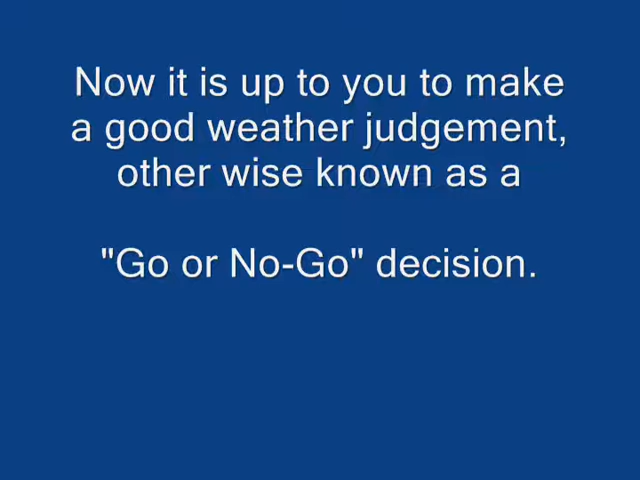 Now it is up to you to make
a good weather judgement,
other wise known as a
"Go or No-Go" decision.